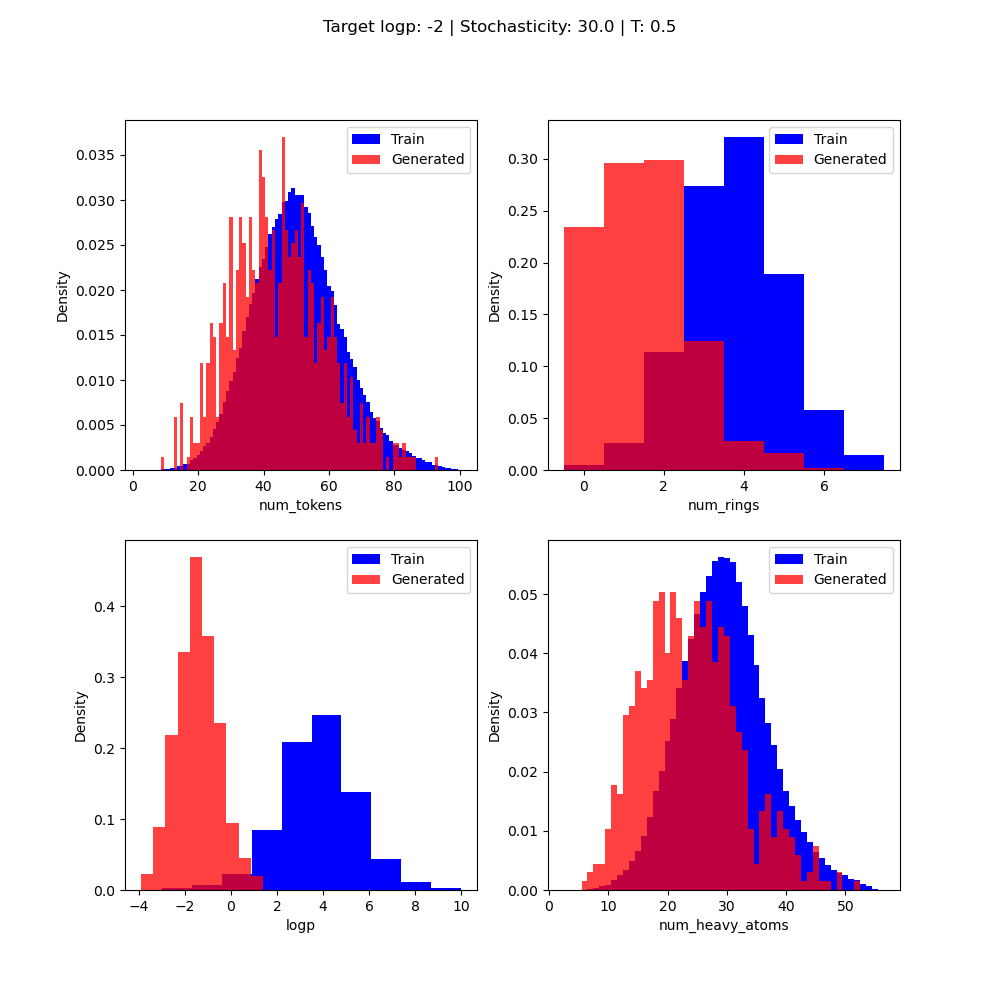 Target logp: -2 | Stochasticity: 30.0 | T: 0.5
Train
Generated
0.035
0.030
0.025
0.020
0.015
0.010
0.005
0.000
Density
0 20 40 60 80 100
num_tokens
Train
Generated
0.30
0.25
0.20
0.15
0.10
0.05
0.00
Density
0 2 4 6
num_rings
Train
Generated
0.4
0.3
0.2
0.1
0.0
Density
−4 −2 0 2 4 6 8 10
logp
Train
Generated
0.05
0.04
0.03
0.02
0.01
0.00
Density
0 10 20 30 40 50
num_heavy_atoms